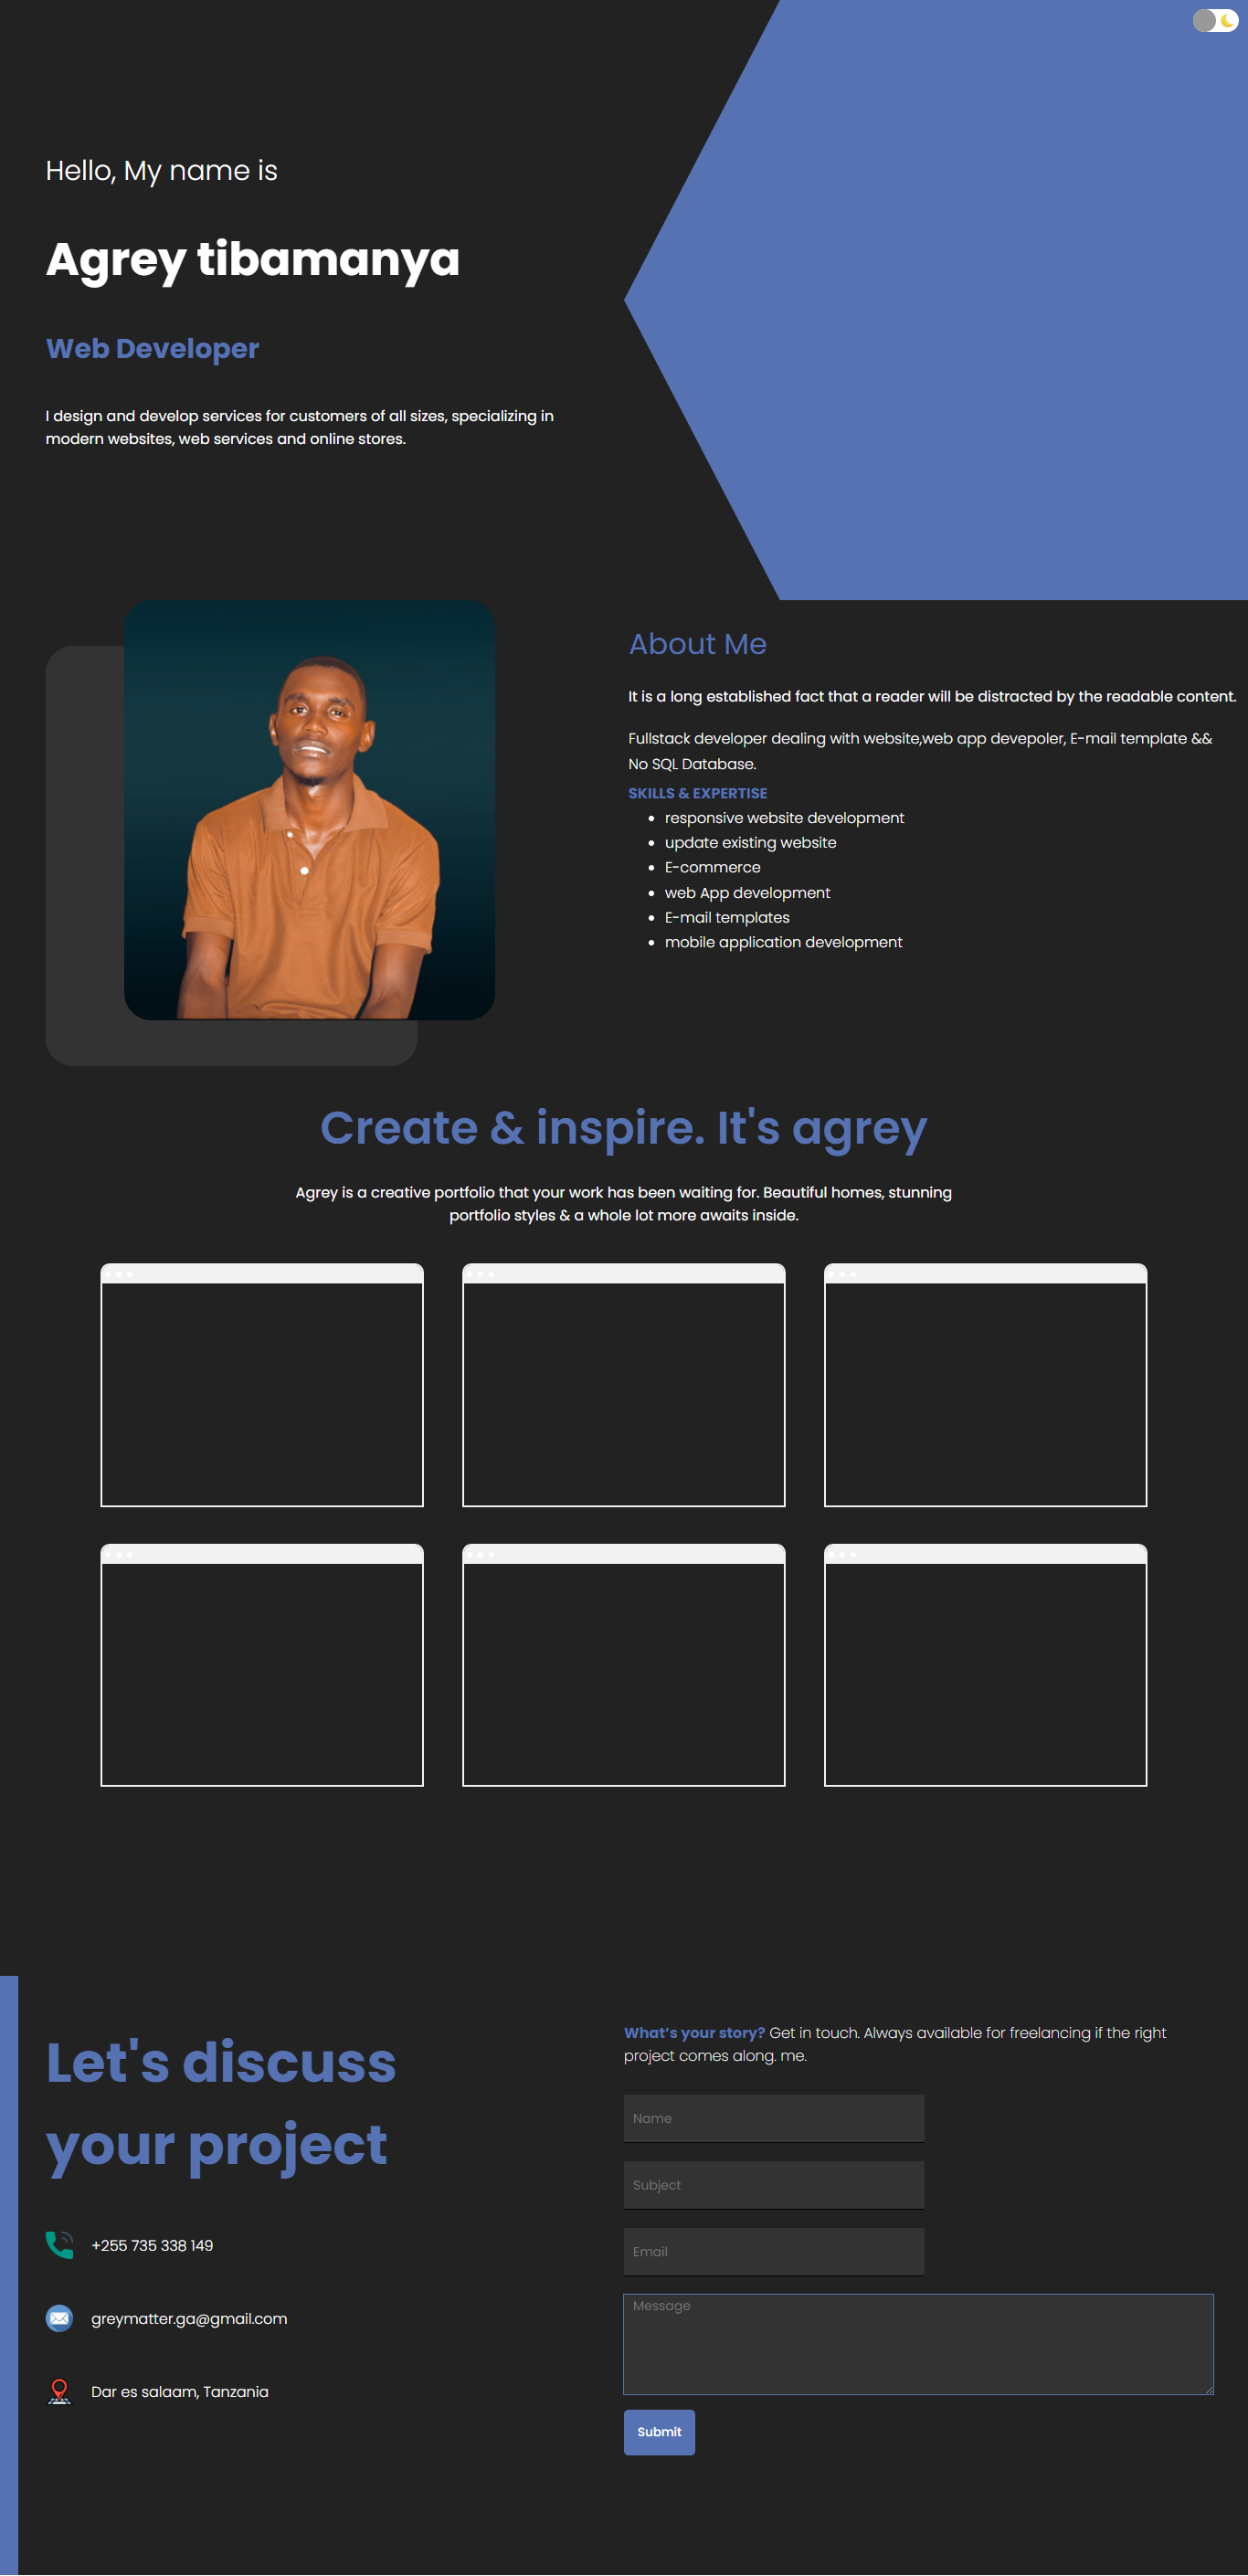 Hello, My name is
Agrey tibamanya
Web Developer
I design and develop services for customers of all sizes, specializing in
modern websites, web services and online stores.
About Me
It is a long established fact that a reader will be distracted by the readable content.
Fullstack developer dealing with website,web app devepoler, E-mail template &&
No SQL Database.
SKILLS & EXPERTISE
responsive website development
update existing website
E-commerce
web App development
E-mail templates
mobile application development
Create & inspire. It's agrey
Agrey is a creative portfolio that your work has been waiting for. Beautiful homes, stunning
portfolio styles & a whole lot more awaits inside.
Let's discuss
your project
+255 735 338 149
greymatter.ga@gmail.com
Dar es salaam, Tanzania
What’s your story? Get in touch. Always available for freelancing if the right
project comes along. me.
Name
Subject
Email
Message
Submit